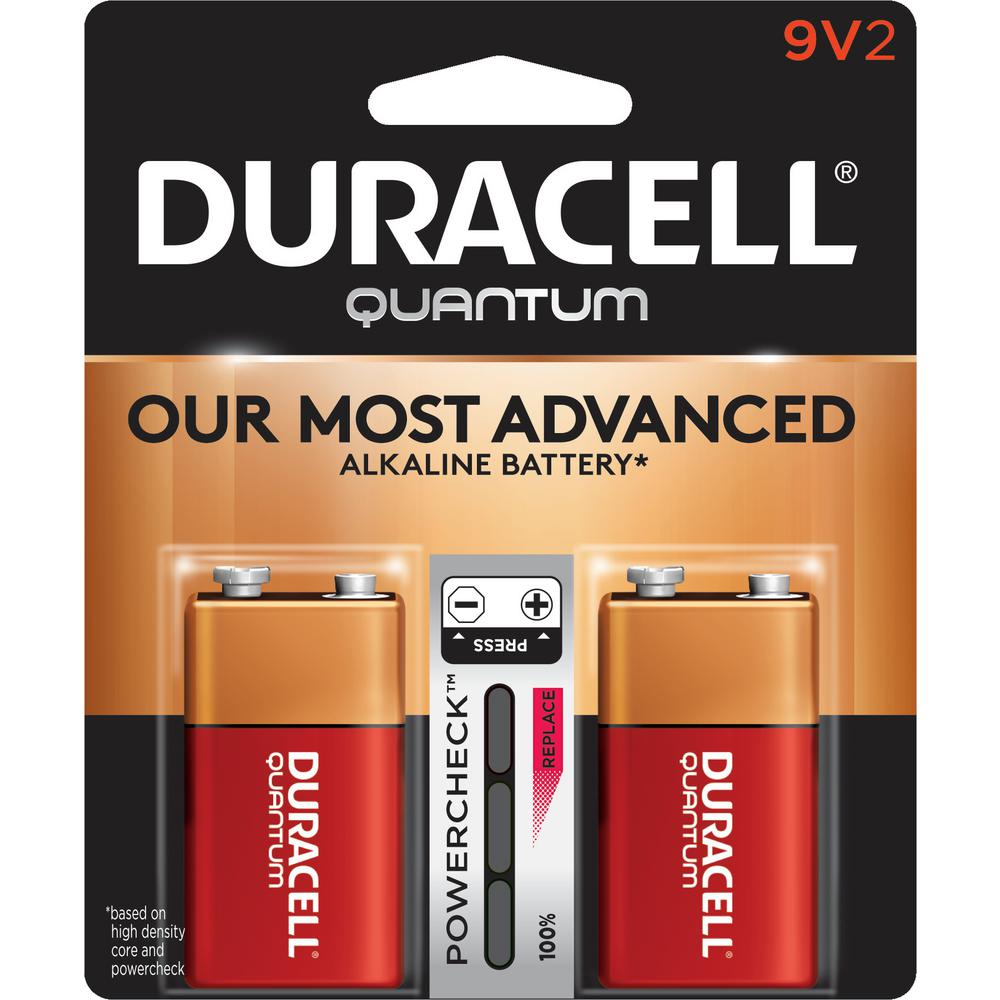 9V2
DURACELL®
QUANTUM
OUR MOST ADVANCED
ALKALINE BATTERY*
PRESS
POWERCHECK™
REPLACE
100%
DURACELL®
QUANTUM
DURACELL®
QUANTUM
*based on
high density
core and
powercheck